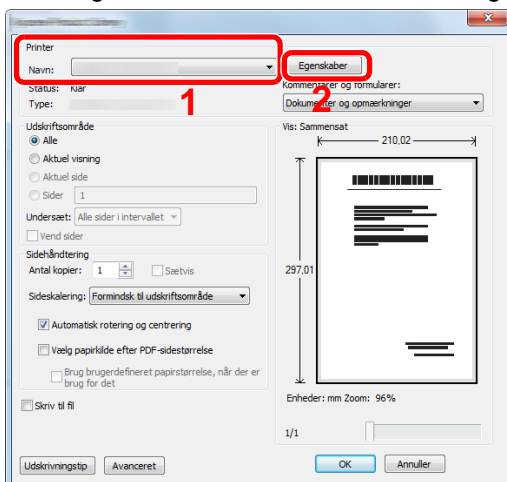 Printer
Navn:
Egenskaber
Status: Klar
Kommentarer og formularer:
Type:
1
2
Dokumenter og opmærkninger
Udskriftsområde
Vis: Sammensat
Alle
210,02
Aktuel visning
Aktuel side
Sider 1
Undersæt: Alle sider i intervallet
Vend sider
Sidehåndtering
Antal kopier: 1 Sætvis
297,01
Sideskalering: Formindsk til udskriftsområde
Automatisk rotering og centrering
Vælg papirkilde efter PDF-sidestørrelse
Brug brugerdefineret papirstørrelse, når der er
brug for det
Enheder: mm Zoom: 96%
Skriv til fil
1/1
Udskrivningstip Avanceret
OK Annuller